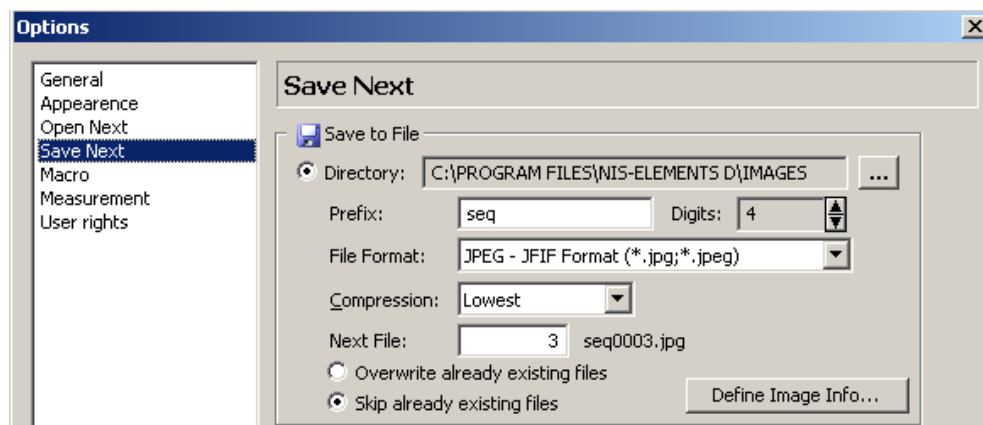 Options
General
Appearence
Open Next
Save Next
Macro
Measurement
User rights
Save Next
Save to File
Directory: C:\PROGRAM FILES\NIS-ELEMENTS D\IMAGES ...
Prefix: seq Digits: 4
File Format: JPEG - JFIF Format (*.jpg;*.jpeg)
Compression: Lowest
Next File: 3 seq0003.jpg
Overwrite already existing files
Skip already existing files
Define Image Info...